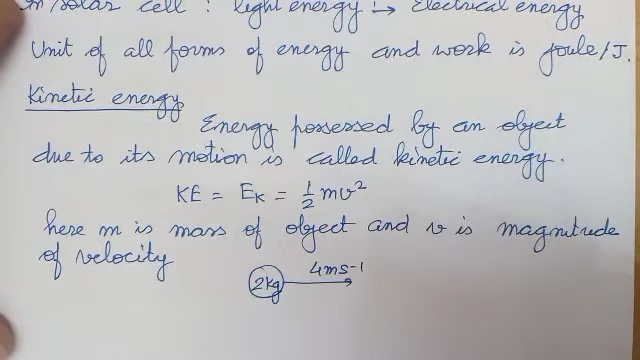 In solar cell : light energy → Electrical energy
Unit of all forms of energy and work is joule/J.
Kinetic energy
Energy possessed by an object
due to its motion is called kinetic energy.
KE = EK = 1/2 mv²
here m is mass of object and v is magnitude
of velocity
4ms-1
2kg